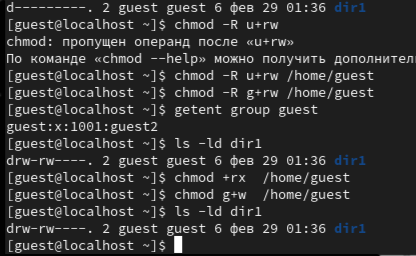 d---------. 2 guest guest 6 фев 29 01:36 dir1
[guest@localhost ~]$ chmod -R u+rw
chmod: пропущен операнд после «u+rw»
По команде «chmod --help» можно получить дополнител
[guest@localhost ~]$ chmod -R u+rw /home/guest
[guest@localhost ~]$ chmod -R g+rw /home/guest
[guest@localhost ~]$ getent group guest
guest:x:1001:guest2
[guest@localhost ~]$ ls -ld dir1
drw-rw----. 2 guest guest 6 фев 29 01:36 dir1
[guest@localhost ~]$ chmod +rx  /home/guest
[guest@localhost ~]$ chmod g+w  /home/guest
[guest@localhost ~]$ ls -ld dir1
drw-rw----. 2 guest guest 6 фев 29 01:36 dir1
[guest@localhost ~]$